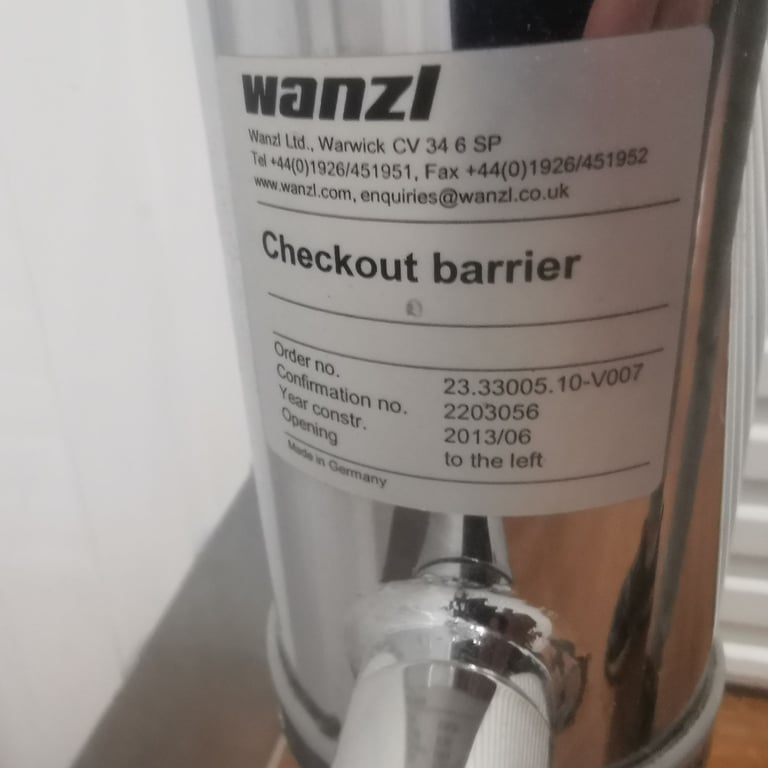 wanzl
Wanzl Ltd., Warwick CV 34 6 SP
Tel +44(0)1926/451951, Fax +44(0)1926/451952
www.wanzl.com, enquiries@wanzl.co.uk
Checkout barrier
Order no. 23.33005.10-V007
Confirmation no. 2203056
Year constr. 2013/06
Opening to the left
Made in Germany